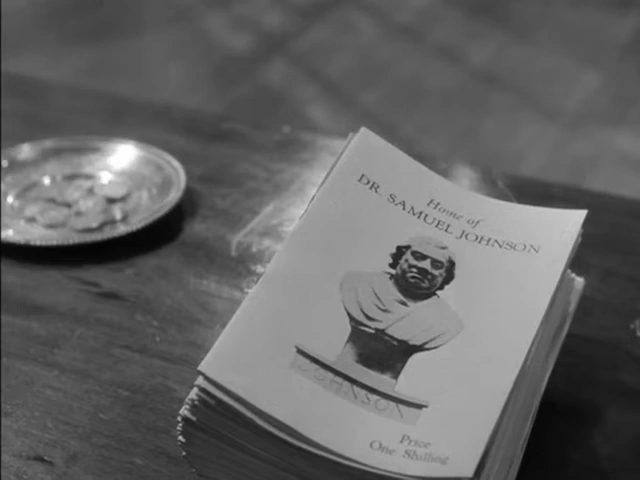 Home of
DR. SAMUEL JOHNSON
JOHNSON
Price
One Shilling